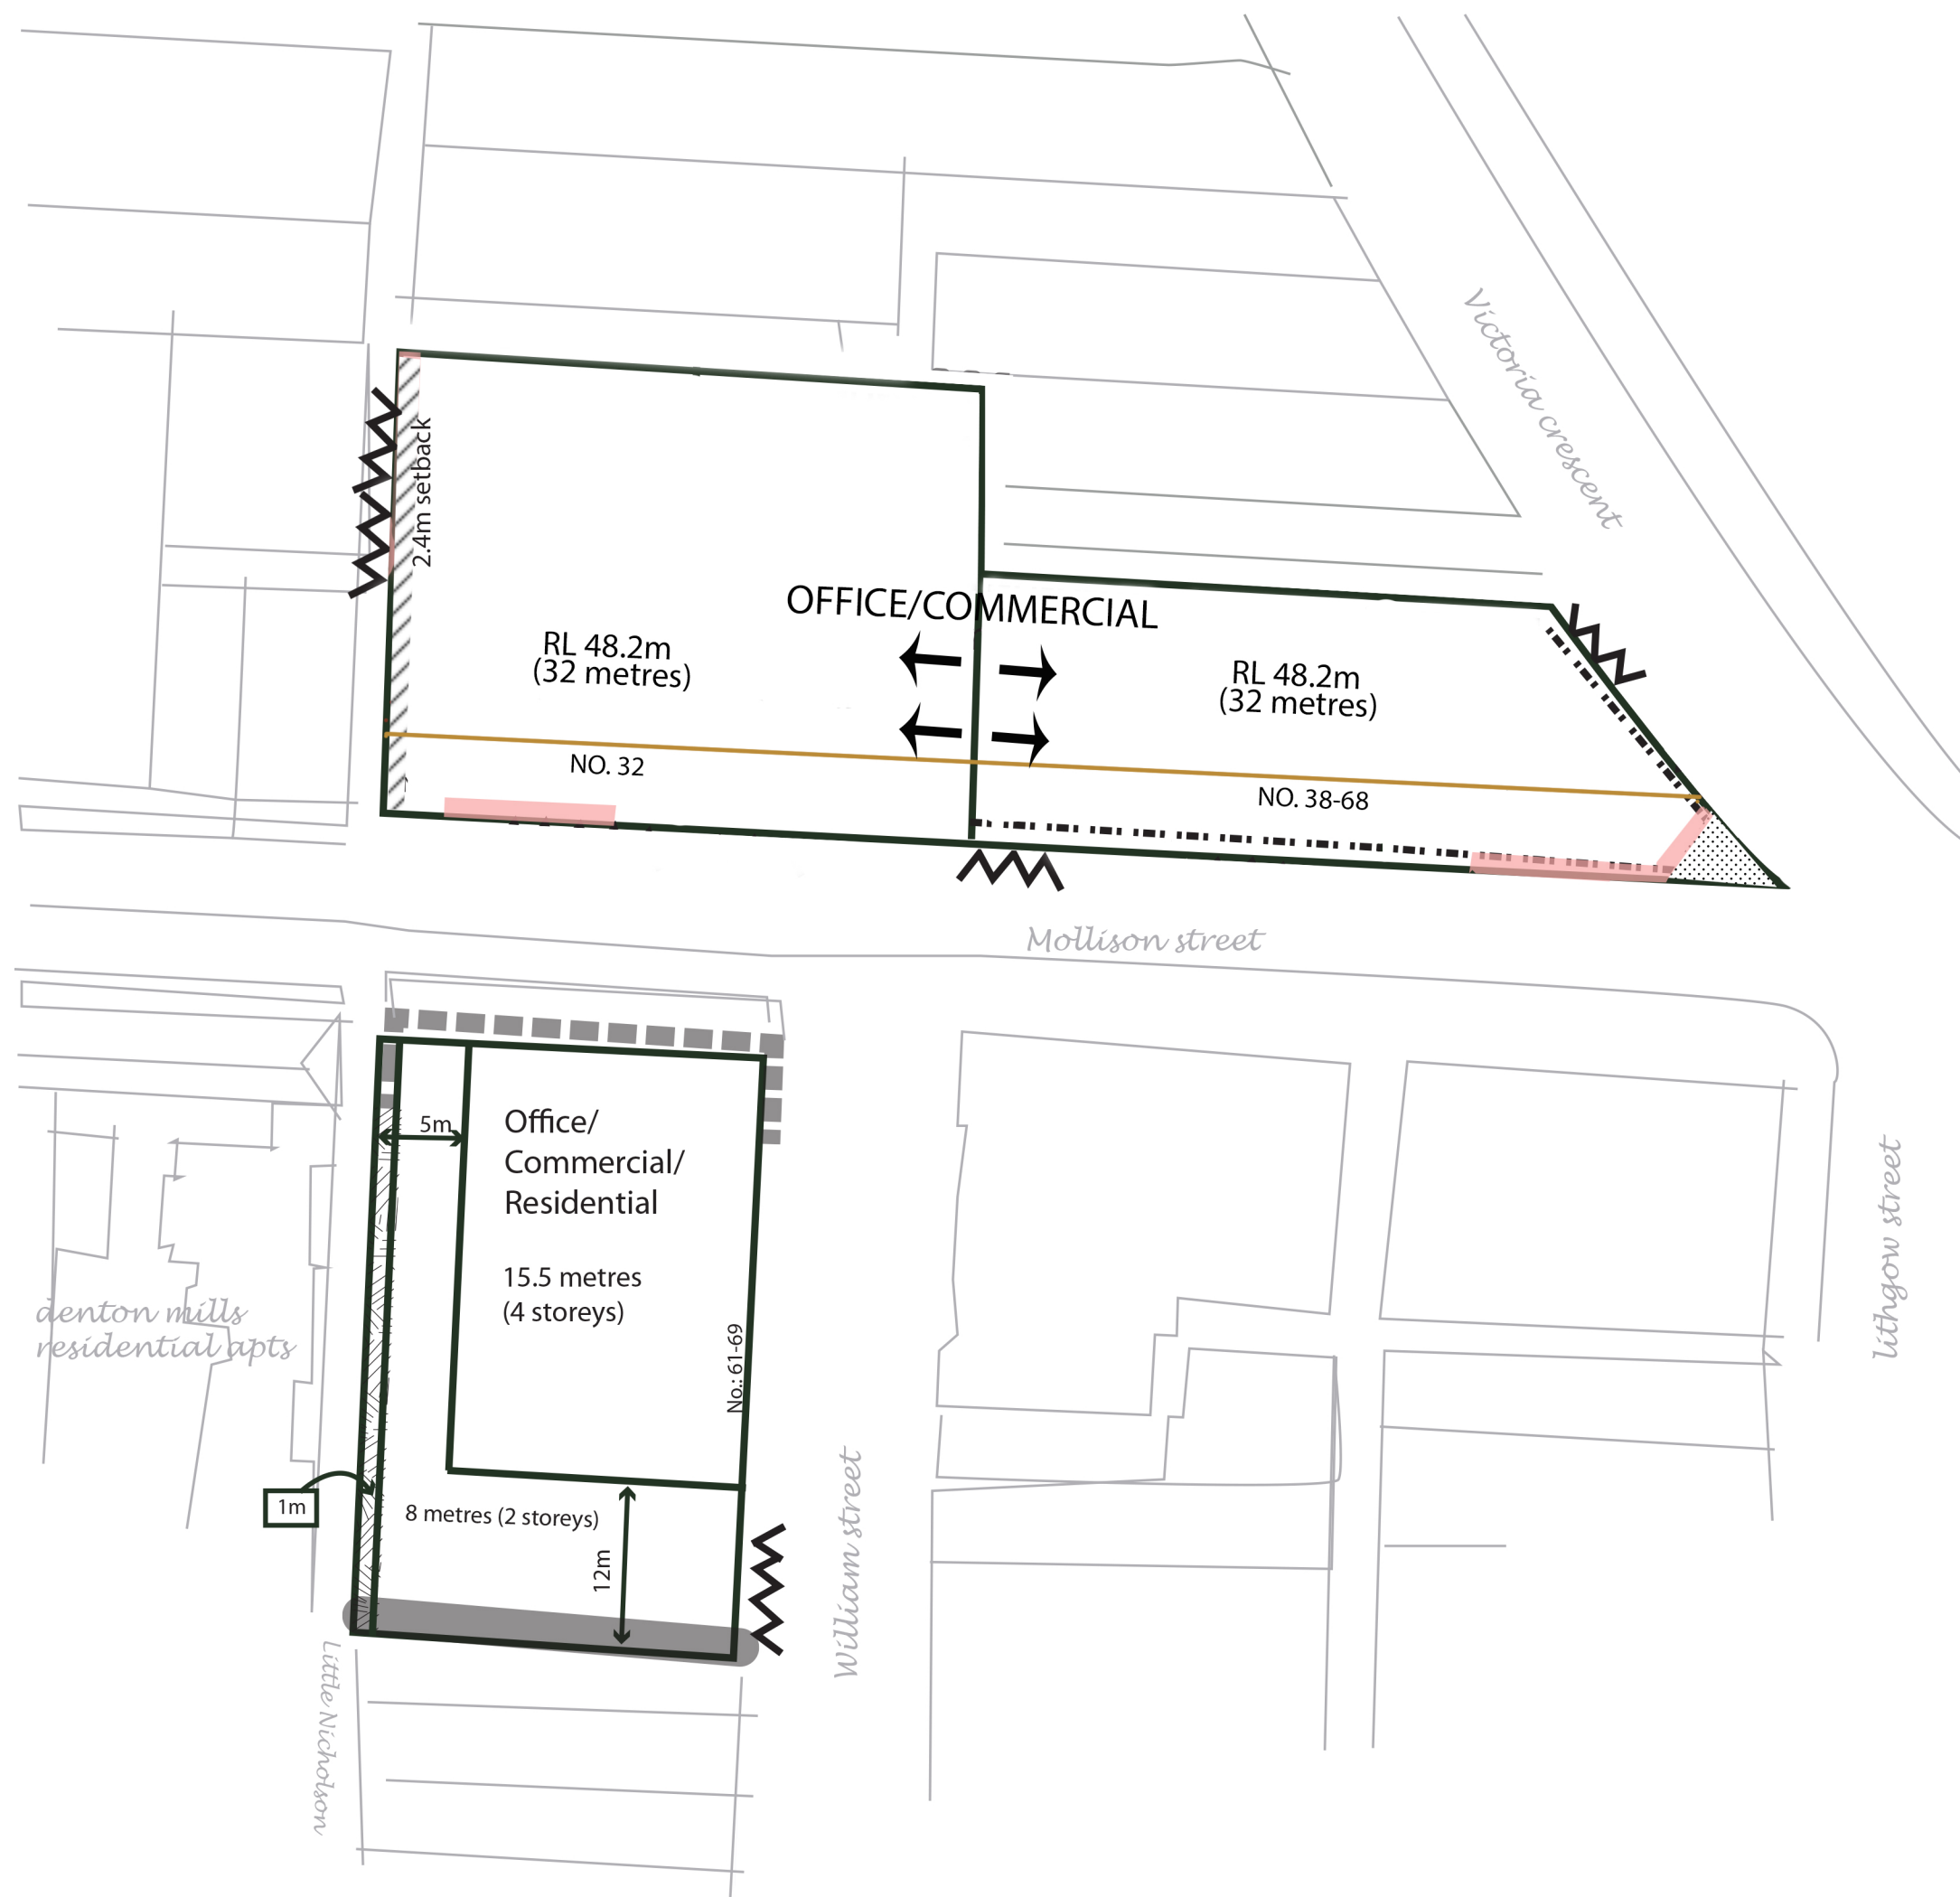 Victoria crescent
2.4m setback
OFFICE/COMMERCIAL
RL 48.2m
(32 metres)
RL 48.2m
(32 metres)
NO. 32
NO. 38-68
Mollison street
5m
Office/
Commercial/
Residential
15.5 metres
(4 storeys)
No.: 61-69
denton mills
residential apts
lithgow street
1m
8 metres (2 storeys)
12m
William street
Little Nicholson